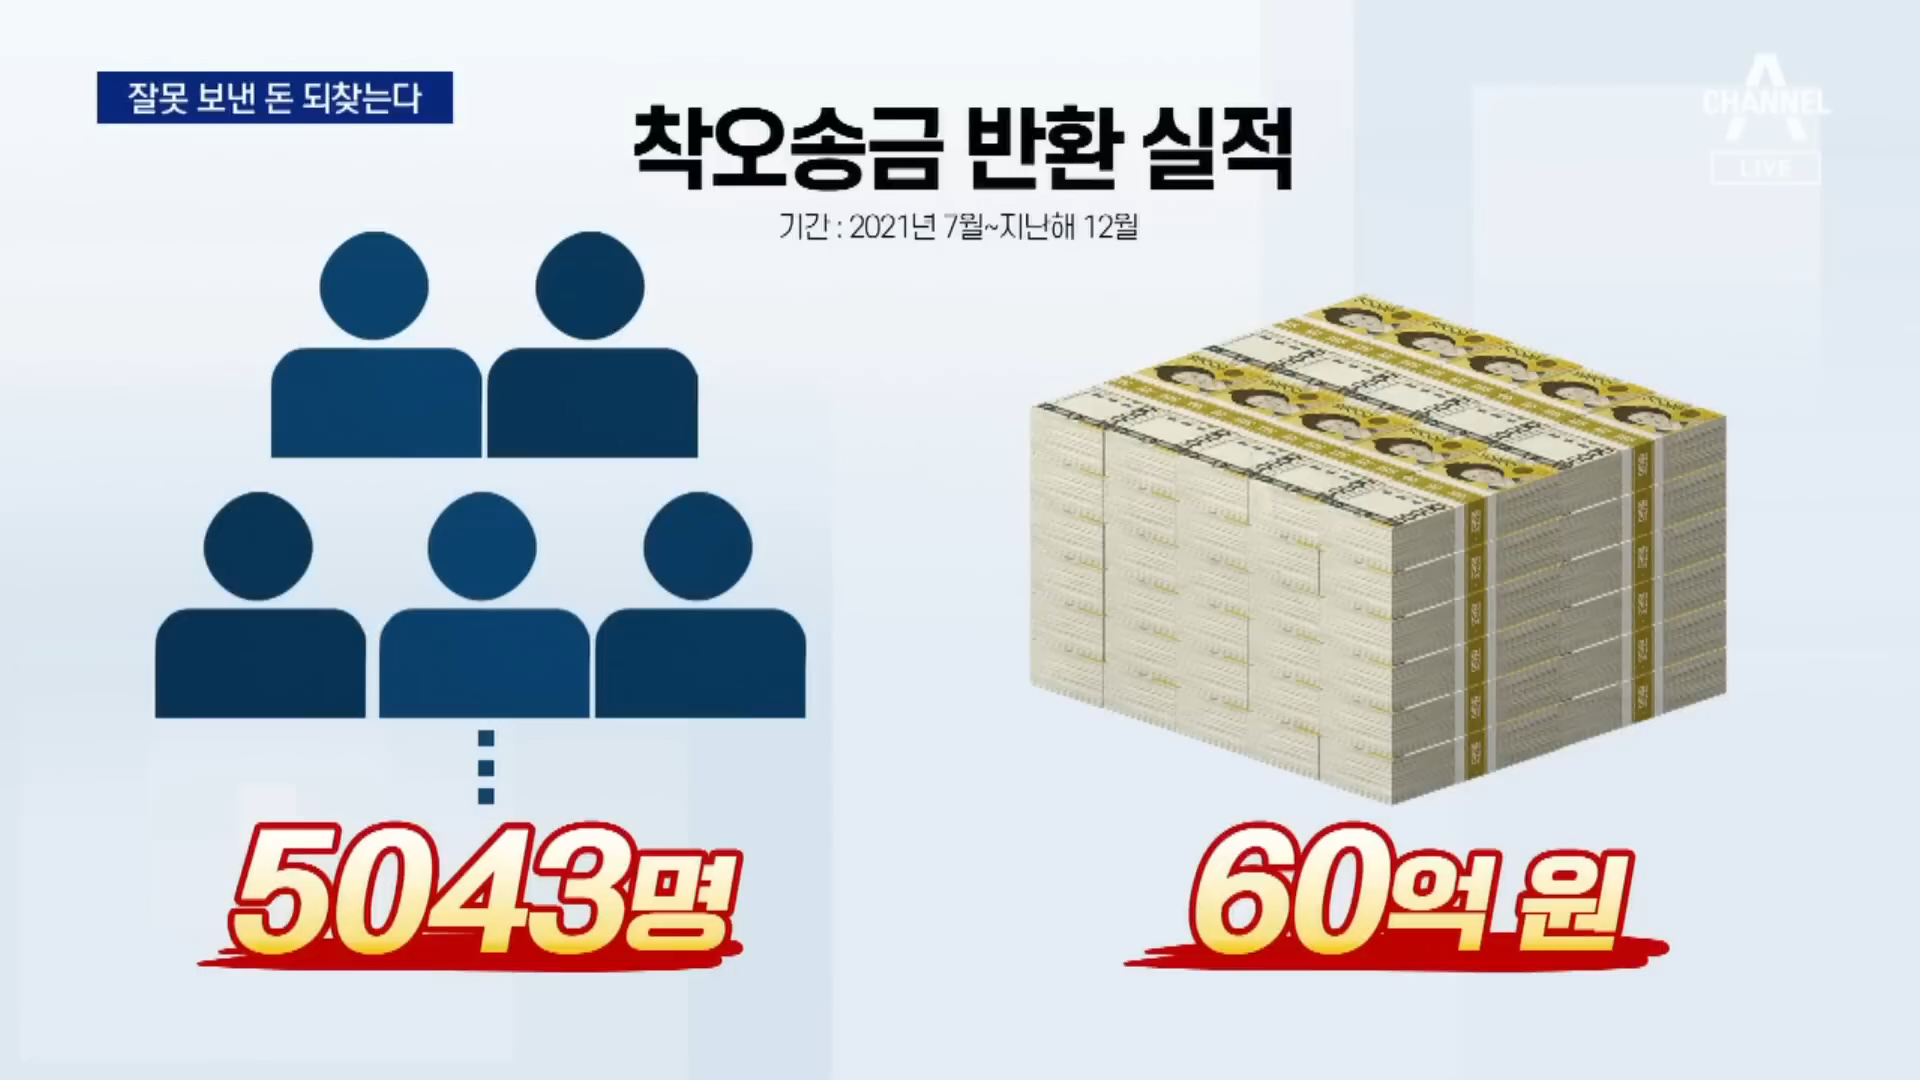 잘못 보낸 돈 되찾는다
착오송금 반환 실적
기간 : 2021년 7월~지난해 12월
CHANNEL A
LIVE
5043명
60억 원